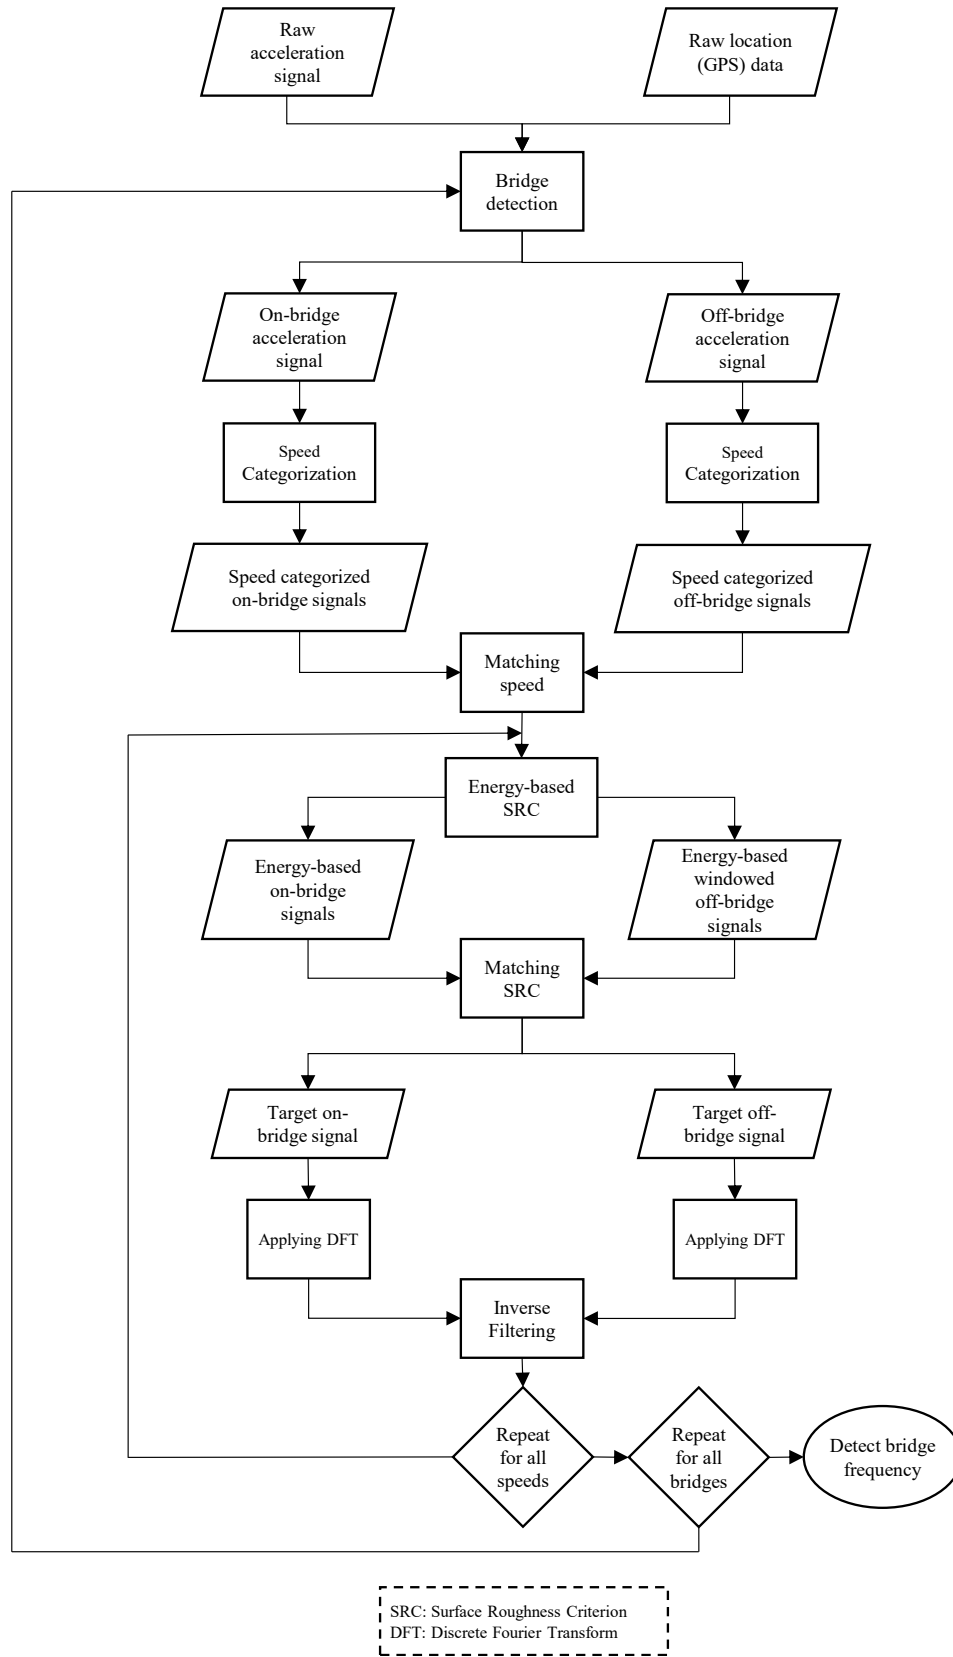 Raw
acceleration
signal
Raw location
(GPS) data
Bridge
detection
On-bridge
acceleration
signal
Off-bridge
acceleration
signal
Speed
Categorization
Speed
Categorization
Speed categorized
on-bridge signals
Speed categorized
off-bridge signals
Matching
speed
Energy-based
SRC
Energy-based
on-bridge
signals
Energy-based
windowed
off-bridge
signals
Matching
SRC
Target on-
bridge signal
Target off-
bridge signal
Applying DFT
Applying DFT
Inverse
Filtering
Repeat
for all
speeds
Repeat
for all
bridges
Detect bridge
frequency
SRC: Surface Roughness Criterion
DFT: Discrete Fourier Transform